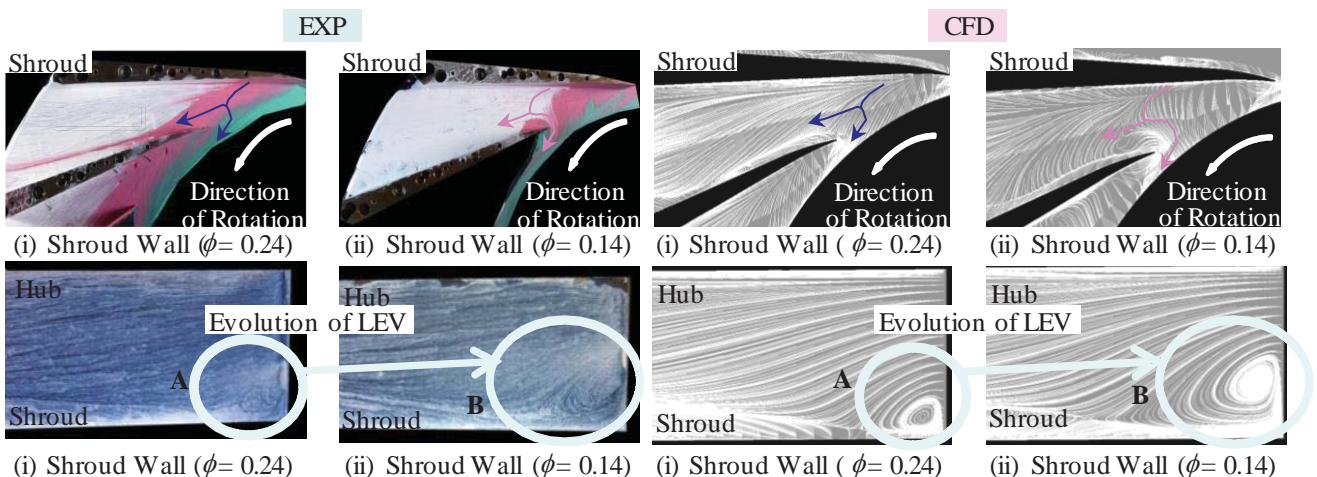 EXP
CFD
Shroud
Shroud
Shroud
Shroud
Direction
of Rotation
Direction
of Rotation
Direction
of Rotation
Direction
of Rotation
(i) Shroud Wall (ϕ= 0.24)
(ii) Shroud Wall (ϕ= 0.14)
(i) Shroud Wall ( ϕ= 0.24)
(ii) Shroud Wall (ϕ= 0.14)
Hub
Hub
Hub
Hub
Evolution of LEV
Evolution of LEV
A
B
A
B
Shroud
Shroud
Shroud
Shroud
(i) Shroud Wall (ϕ= 0.24)
(ii) Shroud Wall (ϕ= 0.14)
(i) Shroud Wall ( ϕ= 0.24)
(ii) Shroud Wall (ϕ= 0.14)